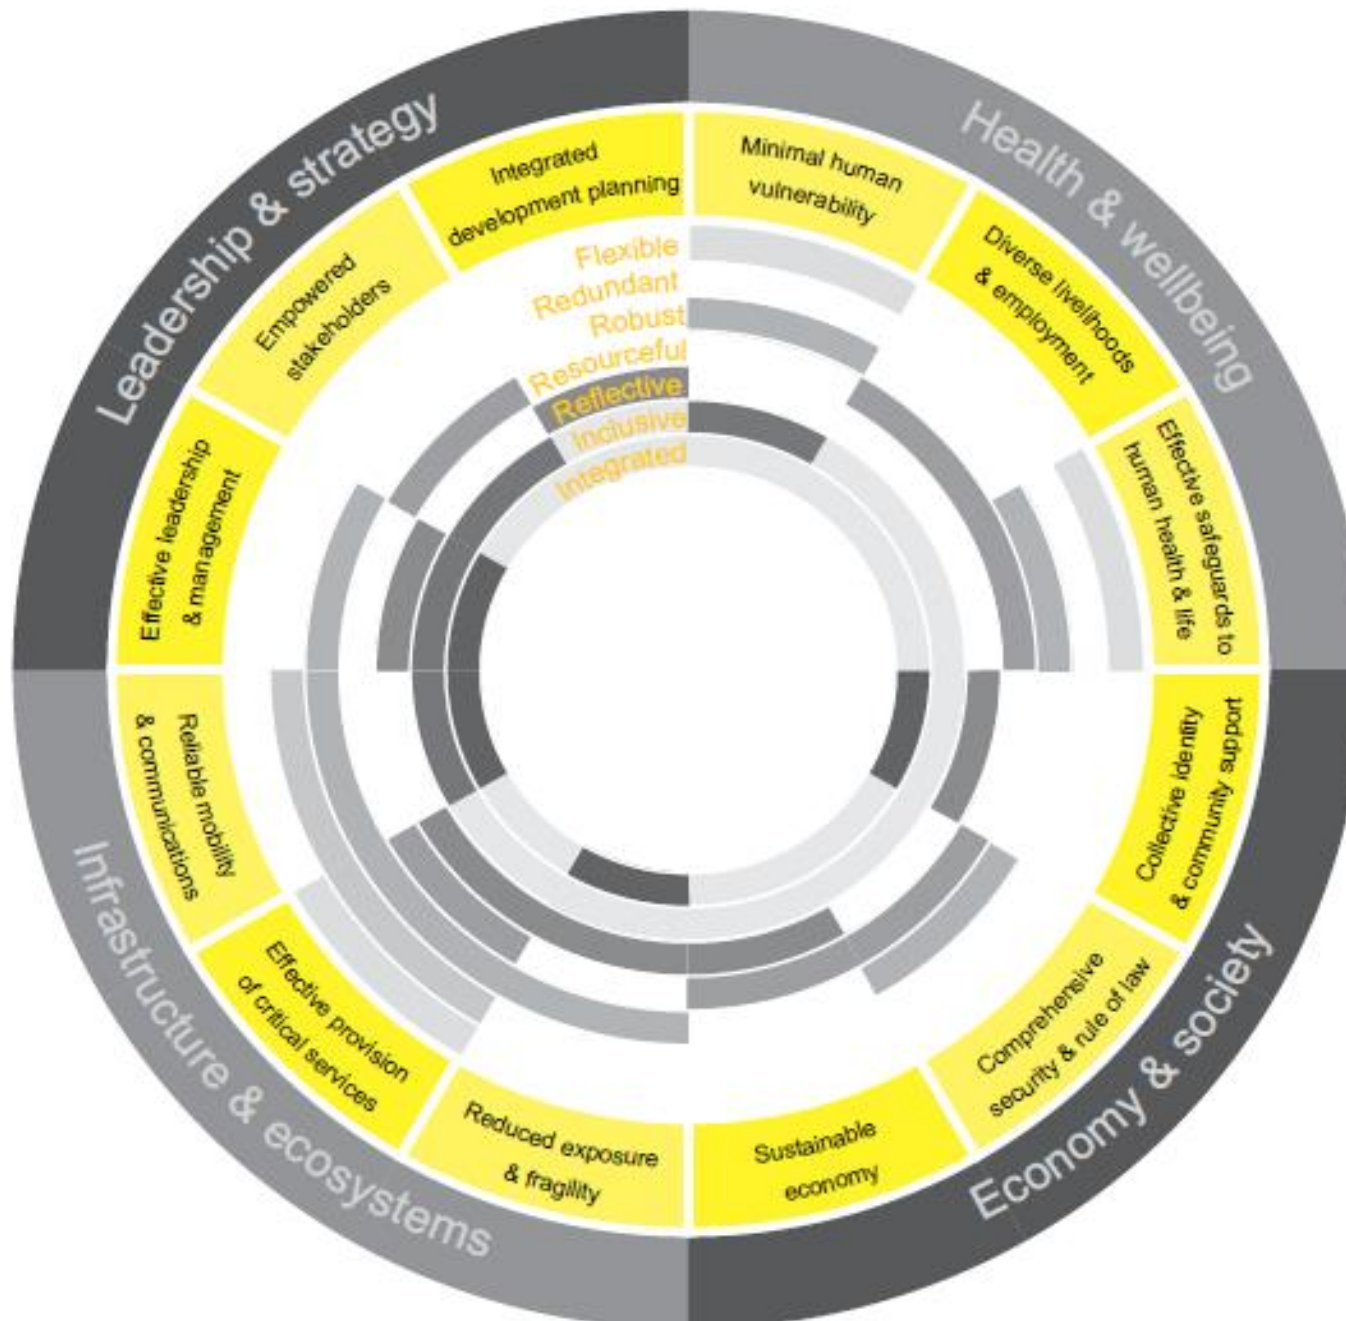 Leadership & strategy
Health & wellbeing
Economy & society
Infrastructure & ecosystems
Integrated
development planning
Minimal human
vulnerability
Diverse livelihoods
& employment
Effective safeguards to
human health & life
Collective identity
& community support
Comprehensive
security & rule of law
Sustainable
economy
Reduced exposure
& fragility
Effective provision
of critical services
Reliable mobility
& communications
Effective leadership
& management
Empowered
stakeholders
Flexible
Redundant
Robust
Resourceful
Reflective
Inclusive
Integrated